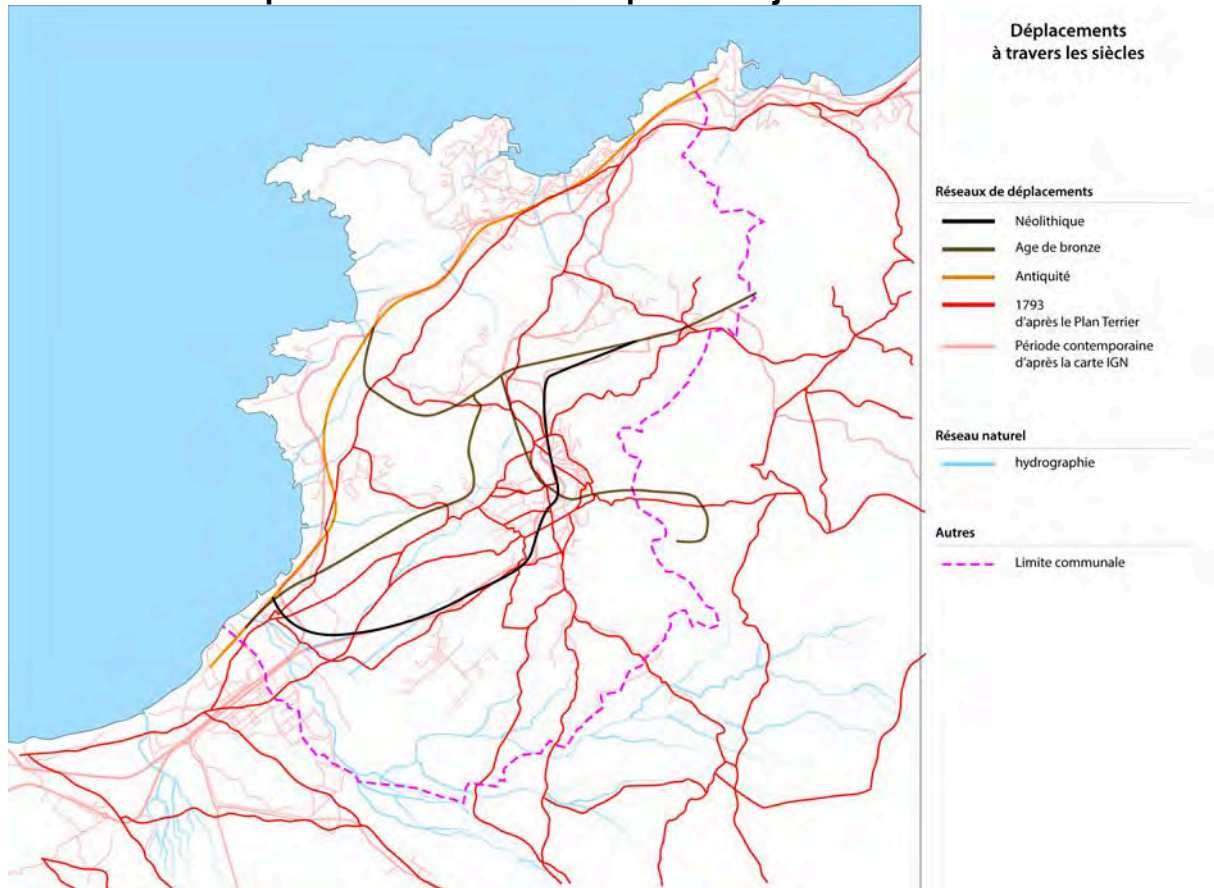 Déplacements
à travers les siècles
Réseaux de déplacements
Néolithique
Age de bronze
Antiquité
1793
d'après le Plan Terrier
Période contemporaine
d'après la carte IGN
Réseau naturel
hydrographie
Autres
Limite communale